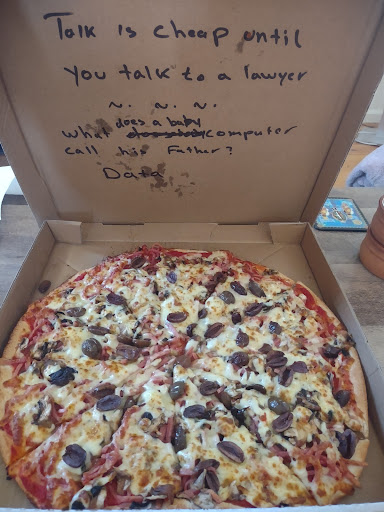 Talk is cheap until
you talk to a lawyer
~. ~. ~.
does a baby
what computer
call his Father?
Data